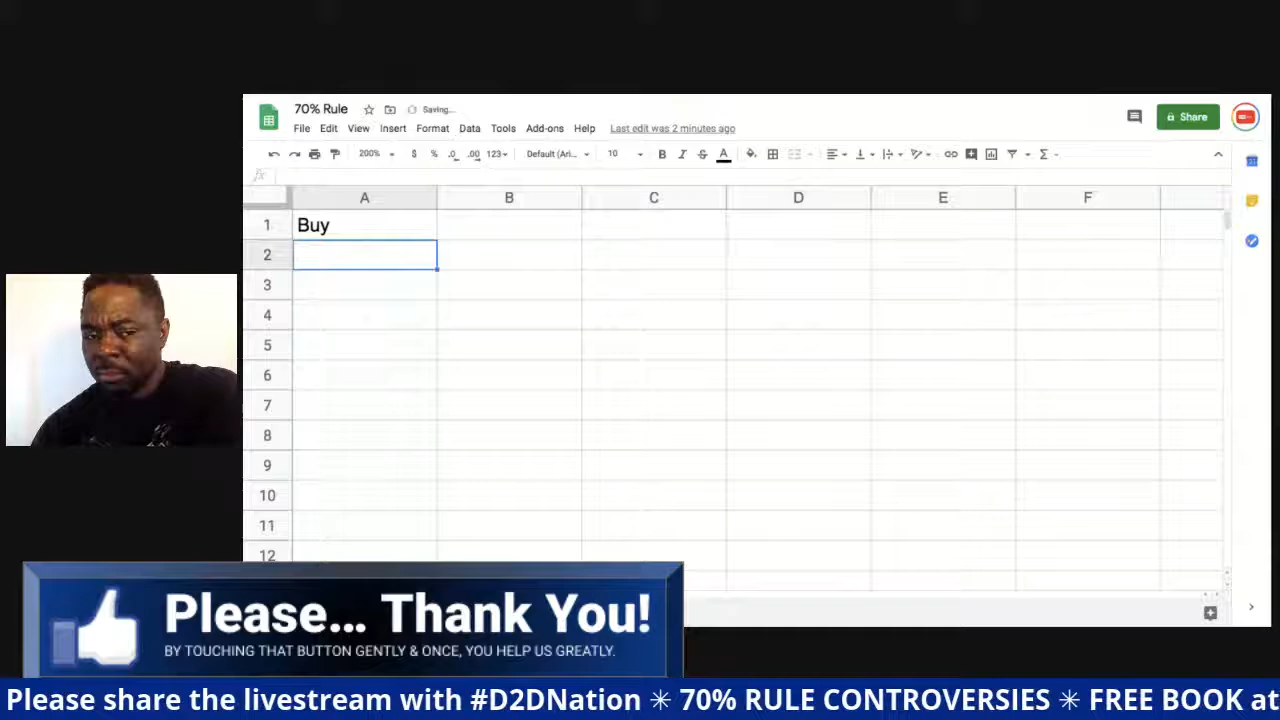 70% Rule
Saving...
File Edit View Insert Format Data Tools Add-ons Help Last edit was 2 minutes ago
Share
200% $ % .0 .00 123 Default (Ari... 10 B I S A Σ
fx
A B C D E F
1 Buy
2
3
4
5
6
7
8
9
10
11
12
Please... Thank You!
BY TOUCHING THAT BUTTON GENTLY & ONCE, YOU HELP US GREATLY.
Please share the livestream with #D2DNation ✳ 70% RULE CONTROVERSIES ✳ FREE BOOK at